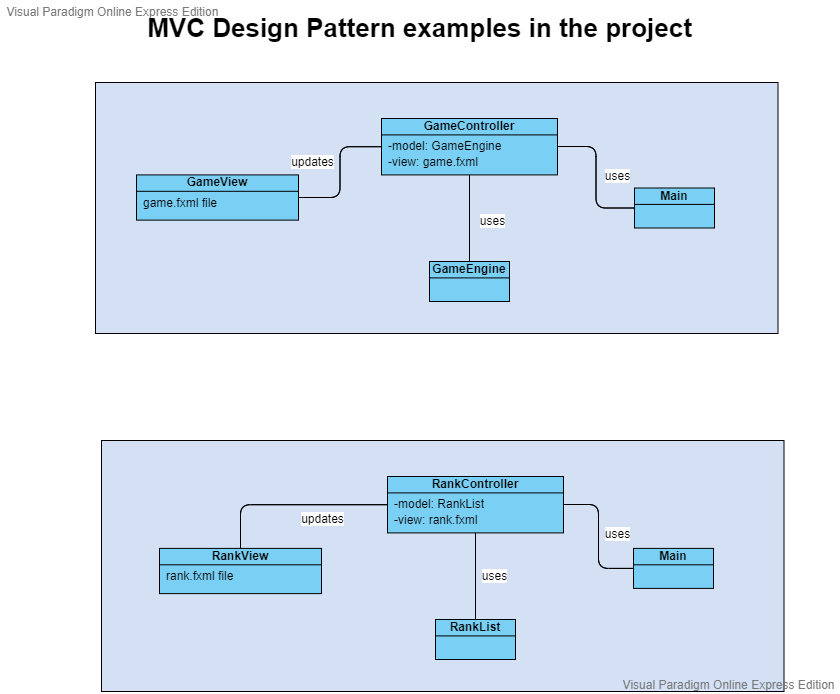 Visual Paradigm Online Express Edition
MVC Design Pattern examples in the project
GameController
-model: GameEngine
-view: game.fxml
updates
GameView
game.fxml file
uses
Main
uses
GameEngine
RankController
-model: RankList
-view: rank.fxml
updates
uses
RankView
rank.fxml file
Main
uses
RankList
Visual Paradigm Online Express Edition